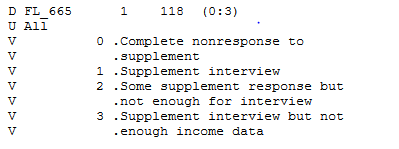 D FL_665 1 118 (0:3)
U All
V 0 .Complete nonresponse to
V .supplement
V 1 .Supplement interview
V 2 .Some supplement response but
V .not enough for interview
V 3 .Supplement interview but not
V .enough income data